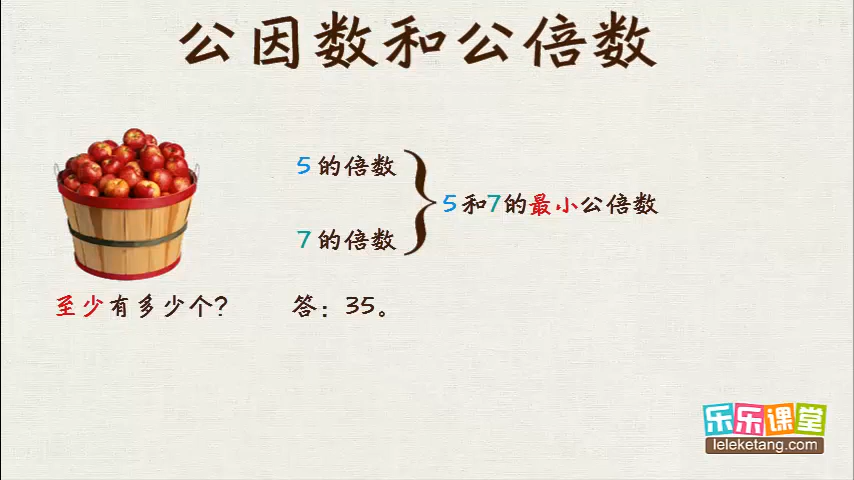 公因数和公倍数
5的倍数
7的倍数
5和7的最小公倍数
至少有多少个?
答：35。
乐乐课堂
leleketang.com